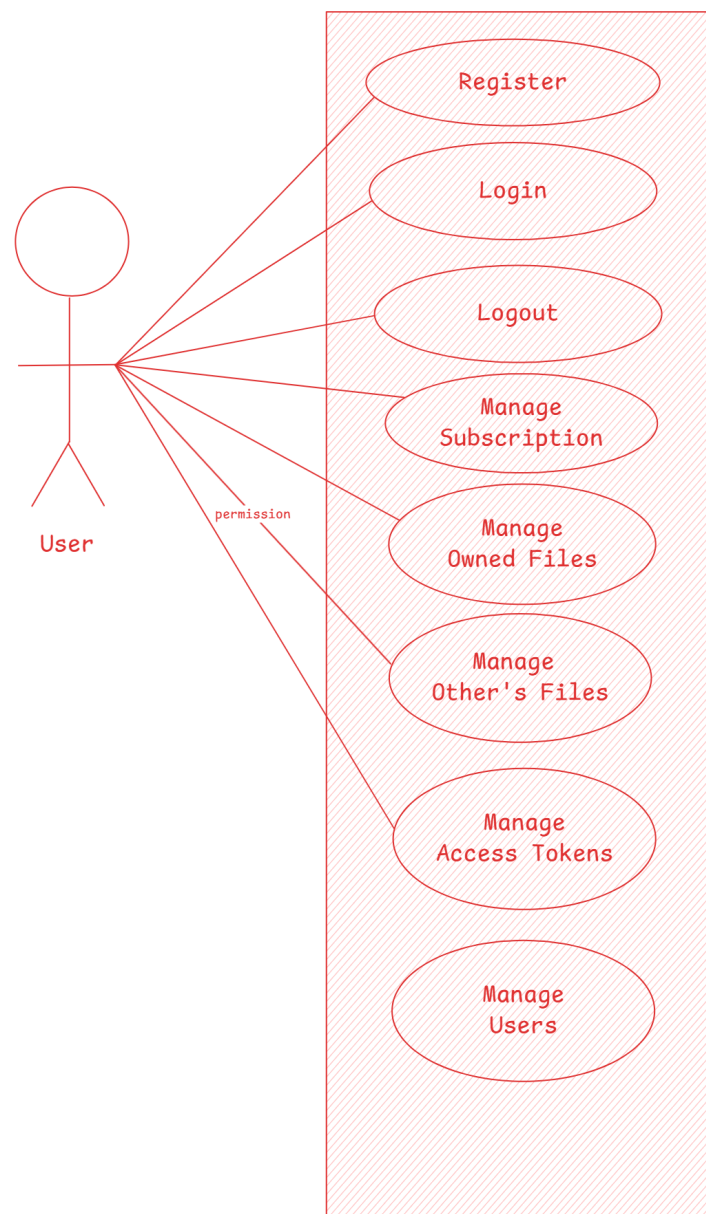 Register
Login
Logout
Manage
Subscription
permission
Manage
Owned Files
User
Manage
Other's Files
Manage
Access Tokens
Manage
Users